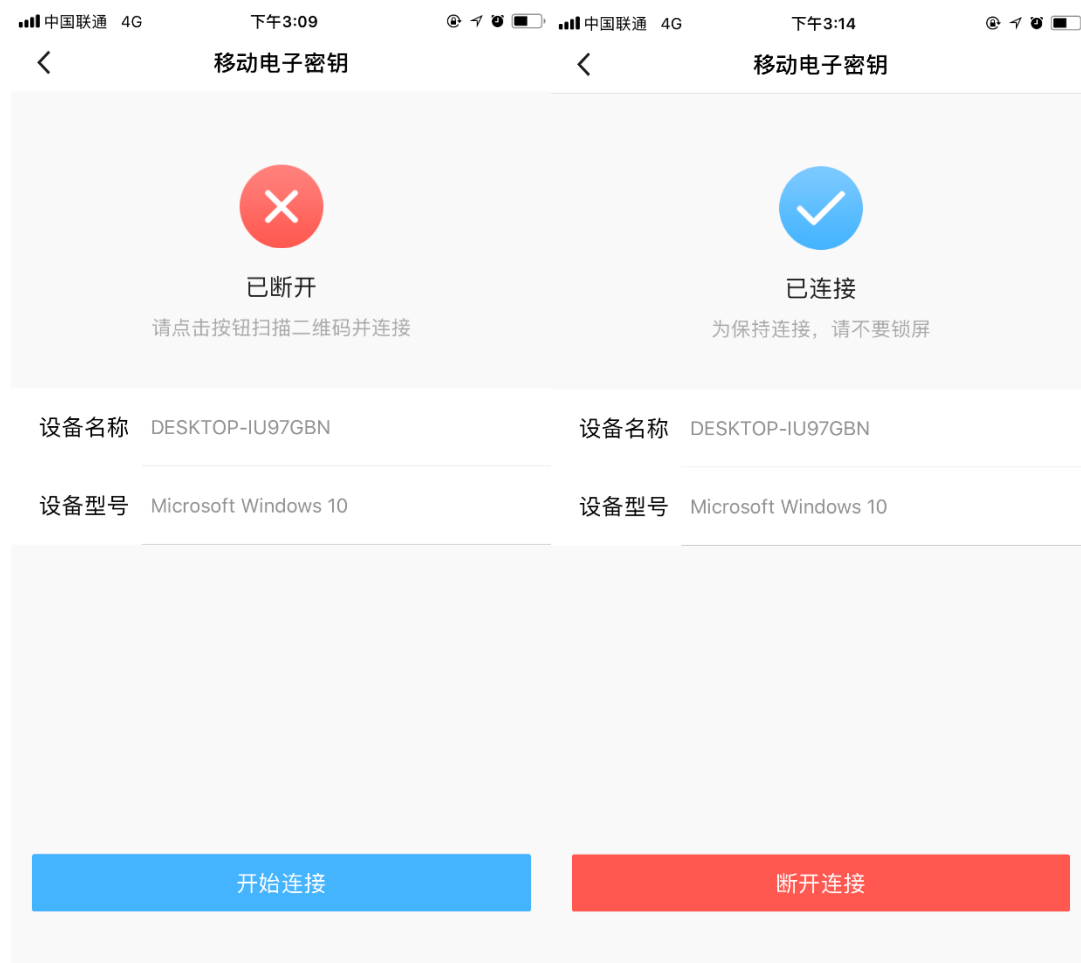 中国联通 4G 下午3:09
移动电子密钥
已断开
请点击按钮扫描二维码并连接
设备名称 DESKTOP-IU97GBN
设备型号 Microsoft Windows 10
开始连接
中国联通 4G 下午3:14
移动电子密钥
已连接
为保持连接，请不要锁屏
设备名称 DESKTOP-IU97GBN
设备型号 Microsoft Windows 10
断开连接